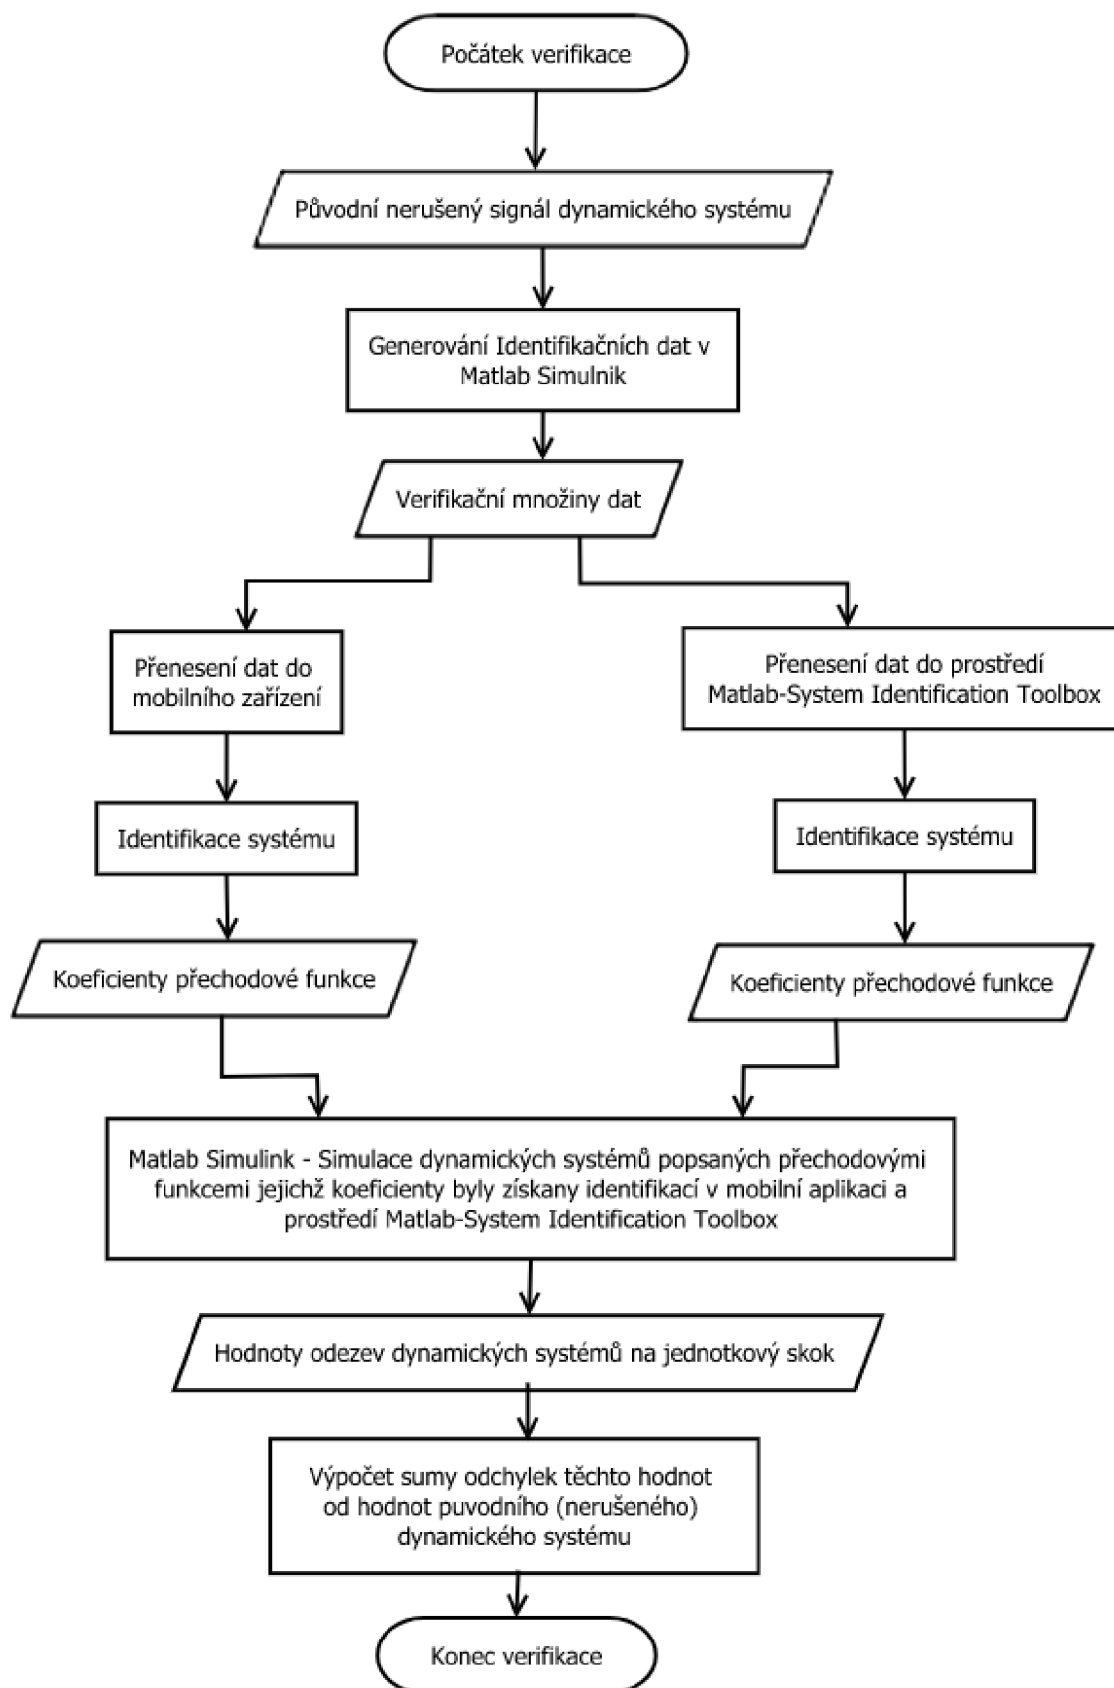 Počátek verifikace
Původní nerušený signál dynamického systému
Generování Identifikačních dat v
Matlab Simulnik
Verifikační množiny dat
Přenesení dat do
mobilního zařízení
Přenesení dat do prostředí
Matlab-System Identification Toolbox
Identifikace systému
Identifikace systému
Koeficienty přechodové funkce
Koeficienty přechodové funkce
Matlab Simulink - Simulace dynamických systémů popsaných přechodovými
funkcemi jejichž koeficienty byly získany identifikací v mobilní aplikaci a
prostředí Matlab-System Identification Toolbox
Hodnoty odezev dynamických systémů na jednotkový skok
Výpočet sumy odchylek těchto hodnot
od hodnot puvodního (nerušeného)
dynamického systému
Konec verifikace